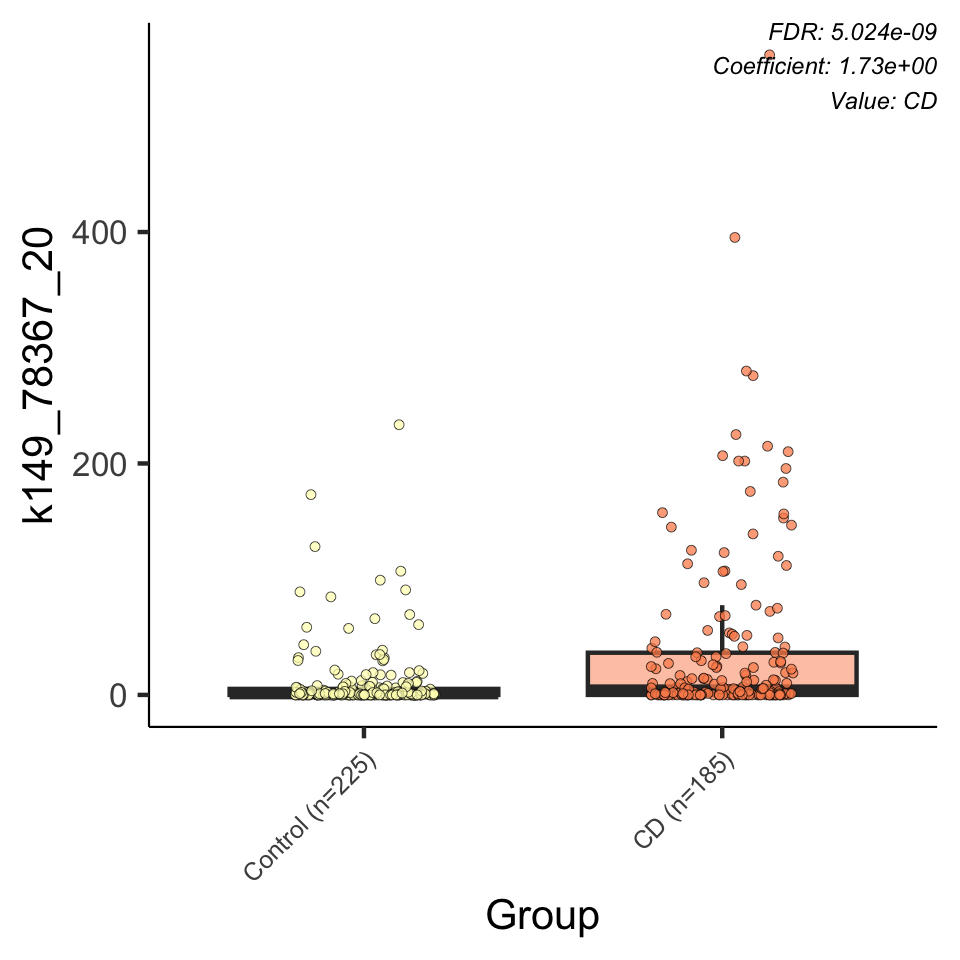 FDR: 5.024e-09
Coefficient: 1.73e+00
Value: CD
k149_78367_20
400
200
0
Control (n=225)
CD (n=185)
Group